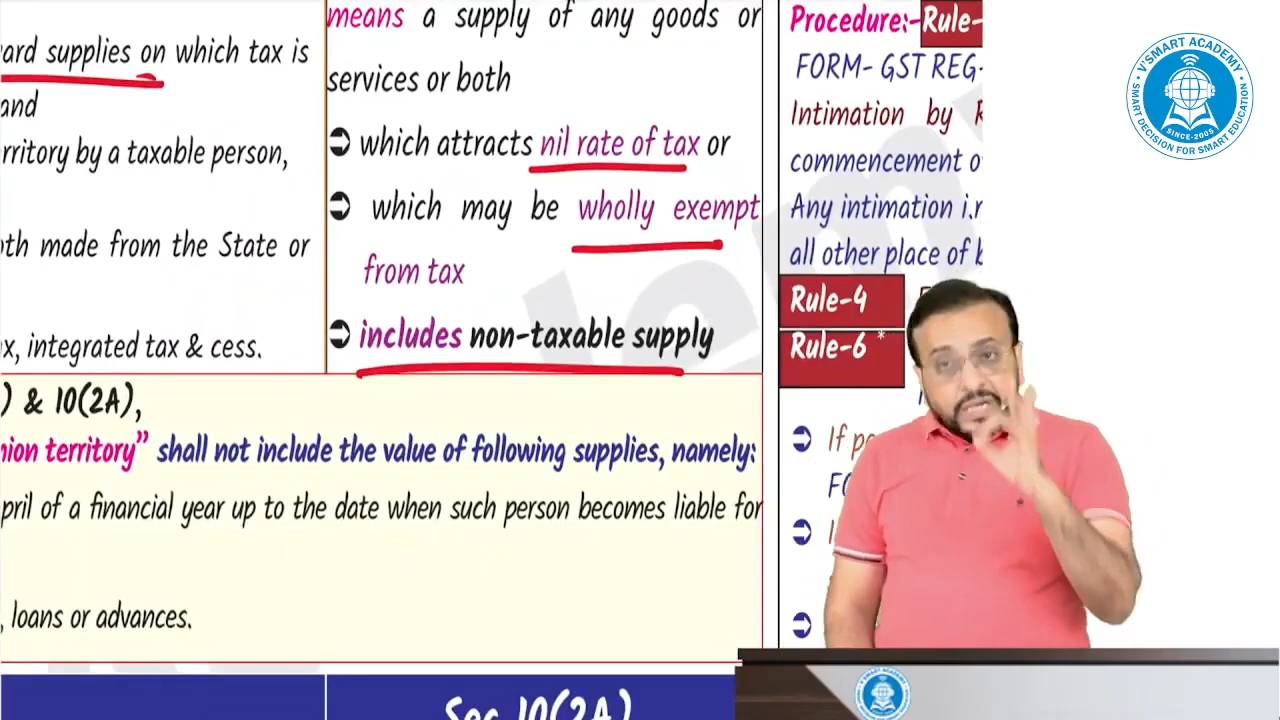 ard supplies on which tax is
and
rritory by a taxable person,
oth made from the State or
ax, integrated tax & cess.
means a supply of any goods or
services or both
which attracts nil rate of tax or
which may be wholly exempt
from tax
includes non-taxable supply
) & 10(2A),
nion territory” shall not include the value of following supplies, namely:
pril of a financial year up to the date when such person becomes liable for
, loans or advances.
Sec 10(2A)
Procedure:- Rule-
FORM- GST REG-
Intimation by R
commencement o
Any intimation i.r
all other place of b
Rule-4
Rule-6 *
If pe
V'SMART ACADEMY
SMART DECISION FOR SMART EDUCATION
SINCE-2005